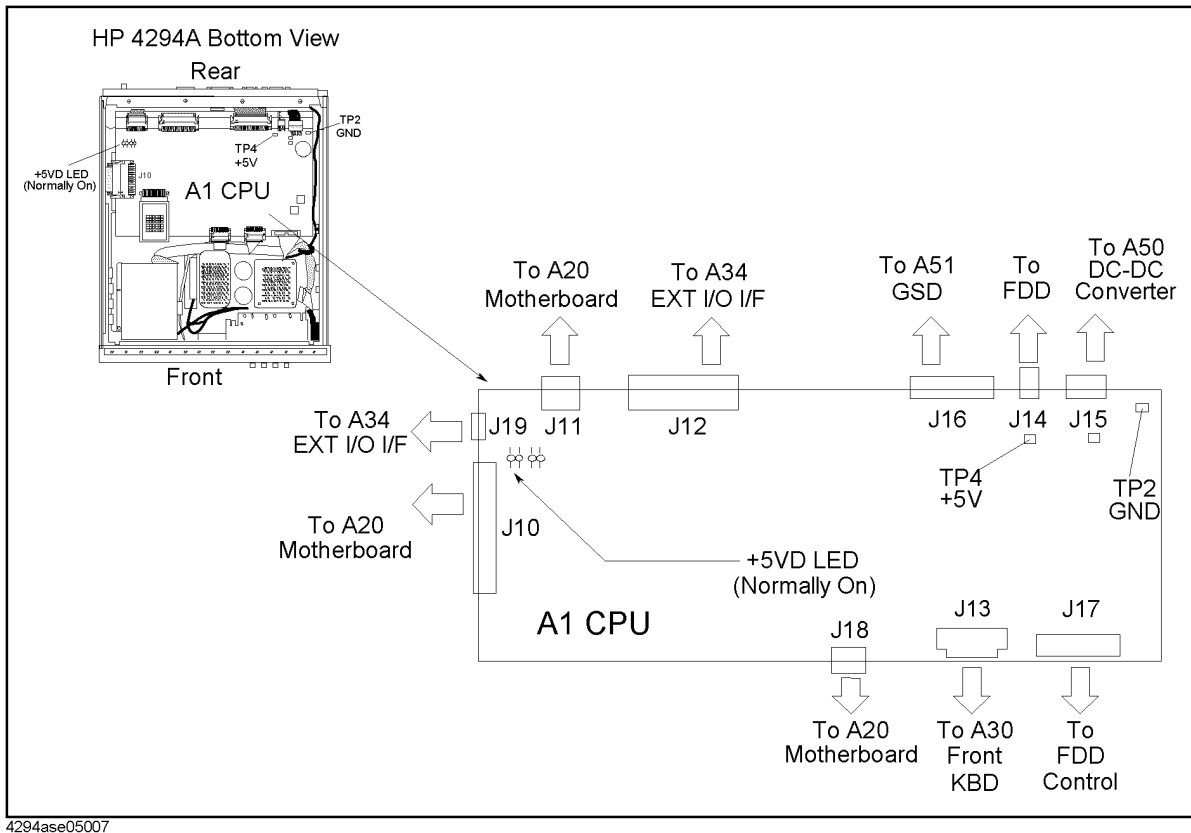 HP 4294A Bottom View
Rear
TP2
GND
TP4
+5V
+5VD LED
(Normally On)
J10
A1 CPU
Front
To A20
Motherboard
To A34
EXT I/O I/F
To A51
GSD
To
FDD
To A50
DC-DC
Converter
To A34
EXT I/O I/F
J19
J11
J12
J16
J14
J15
TP4
+5V
TP2
GND
To A20
Motherboard
J10
+5VD LED
(Normally On)
A1 CPU
J18
J13
J17
To A20
Motherboard
To A30
Front
KBD
To
FDD
Control
4294ase05007